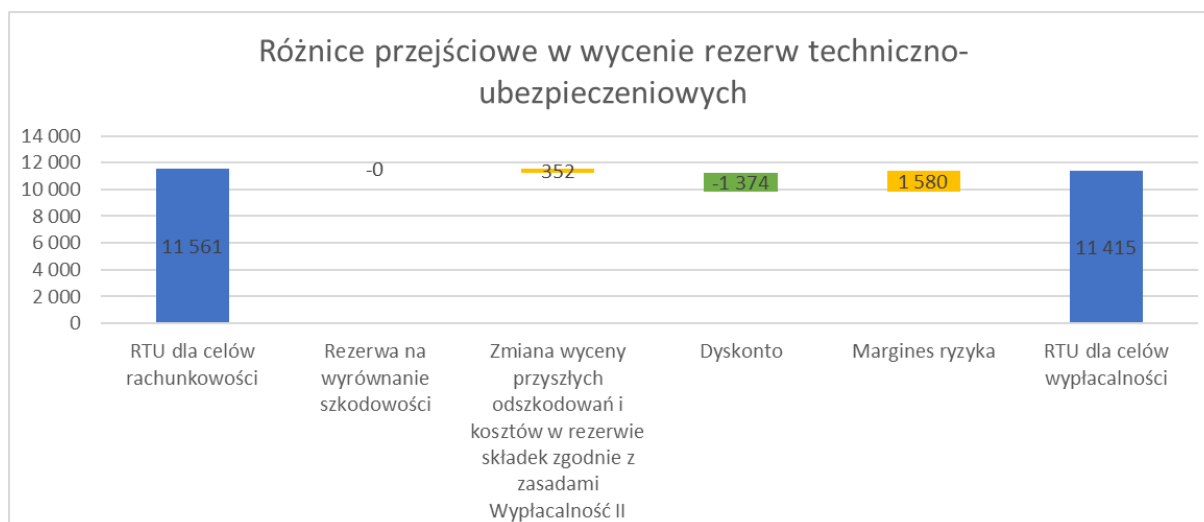 Różnice przejściowe w wycenie rezerw techniczno-
ubezpieczeniowych
14 000
12 000
10 000
8 000
6 000
4 000
2 000
0
11 561
-0
352
-1 374
1 580
11 415
RTU dla celów
rachunkowości
Rezerwa na
wyrównanie
szkodowości
Zmiana wyceny
przyszłych
odszkodowań i
kosztów w rezerwie
składek zgodnie z
zasadami
Wypłacalność II
Dyskonto
Margines ryzyka
RTU dla celów
wypłacalności